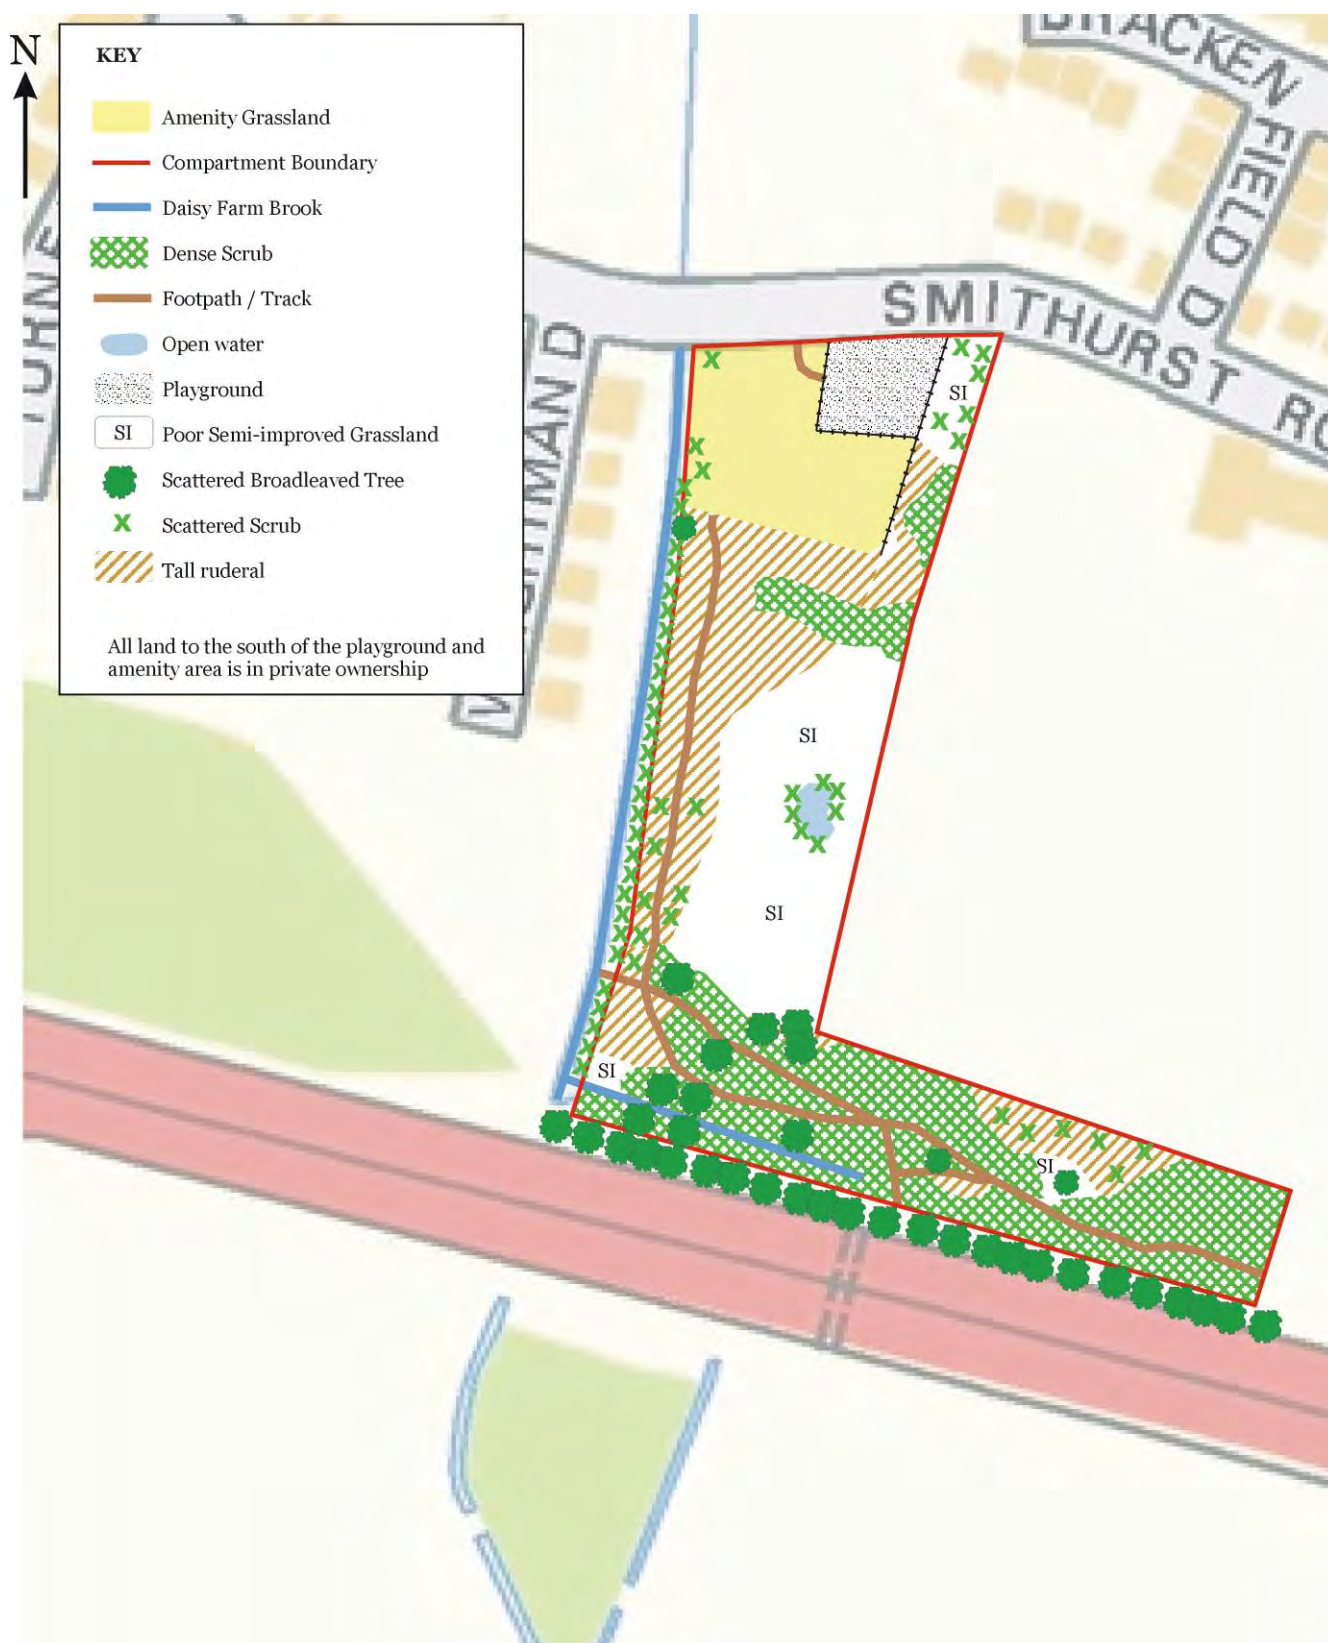 N
KEY
Amenity Grassland
Compartment Boundary
Daisy Farm Brook
Dense Scrub
Footpath / Track
Open water
Playground
SI Poor Semi-improved Grassland
Scattered Broadleaved Tree
X Scattered Scrub
Tall ruderal
All land to the south of the playground and
amenity area is in private ownership
BRACKEN
FIELD D
SMITHURST RO
SI
SI
SI
SI
SI